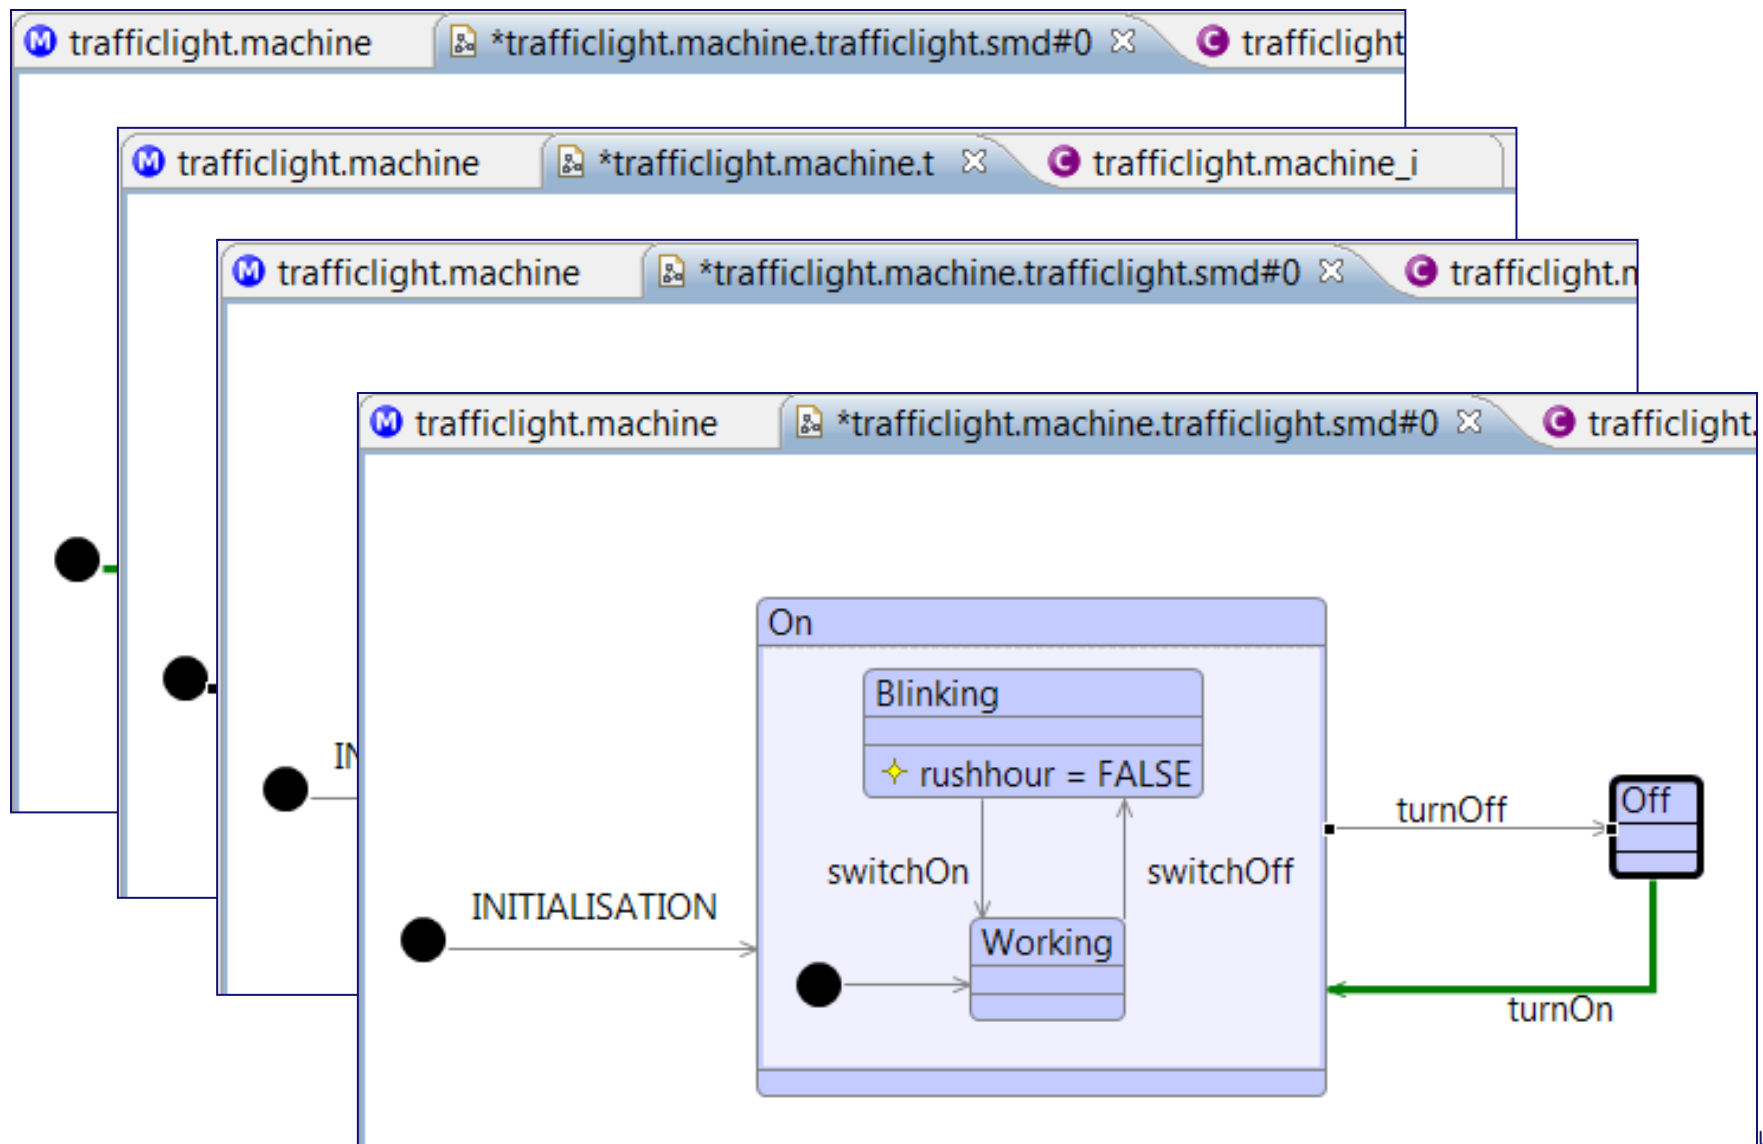 trafficlight.machine *trafficlight.machine.trafficlight.smd#0 trafficlight
trafficlight.machine *trafficlight.machine.t trafficlight.machine_i
trafficlight.machine *trafficlight.machine.trafficlight.smd#0 trafficlight.m
trafficlight.machine *trafficlight.machine.trafficlight.smd#0 trafficlight.
IN
On
Blinking
rushhour = FALSE
switchOn
switchOff
Working
INITIALISATION
turnOff
Off
turnOn